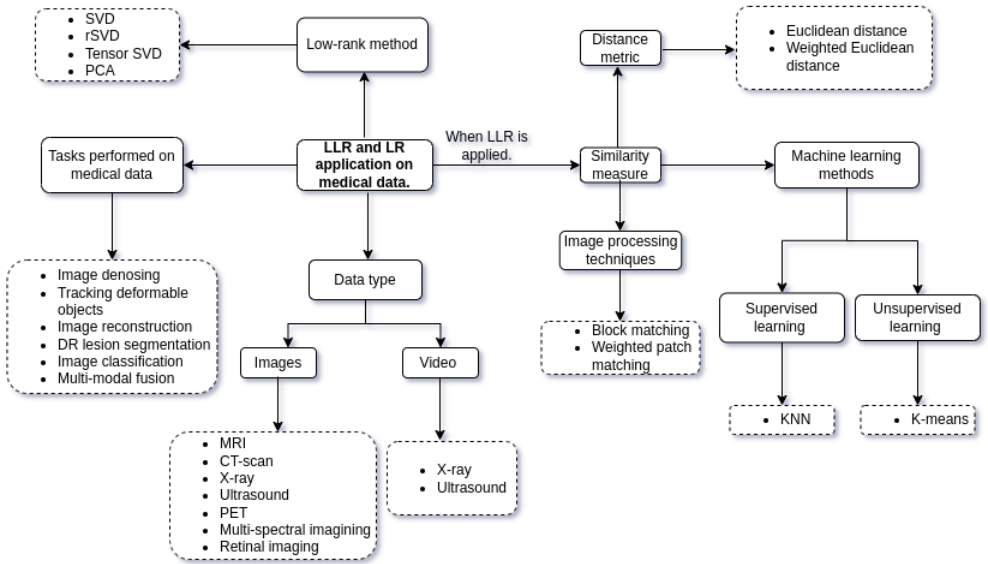 SVD
rSVD
Tensor SVD
PCA
Low-rank method
Distance
metric
Euclidean distance
Weighted Euclidean
distance
Tasks performed on
medical data
LLR and LR
application on
medical data.
When LLR is
applied.
Similarity
measure
Machine learning
methods
Image processing
techniques
Data type
Image denosing
Tracking deformable
objects
Image reconstruction
DR lesion segmentation
Image classification
Multi-modal fusion
Images
Video
Block matching
Weighted patch
matching
Supervised
learning
Unsupervised
learning
KNN
K-means
MRI
CT-scan
X-ray
Ultrasound
PET
Multi-spectral imagining
Retinal imaging
X-ray
Ultrasound